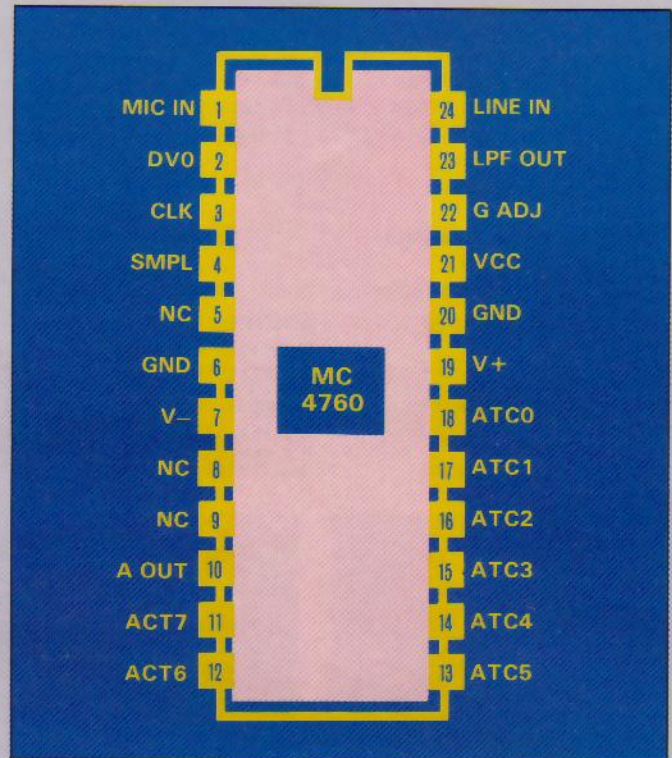 MIC IN 1
DV0 2
CLK 3
SMPL 4
NC 5
GND 6
V– 7
NC 8
NC 9
A OUT 10
ACT7 11
ACT6 12
MC
4760
24 LINE IN
23 LPF OUT
22 G ADJ
21 VCC
20 GND
19 V+
18 ATC0
17 ATC1
16 ATC2
15 ATC3
14 ATC4
13 ATC5